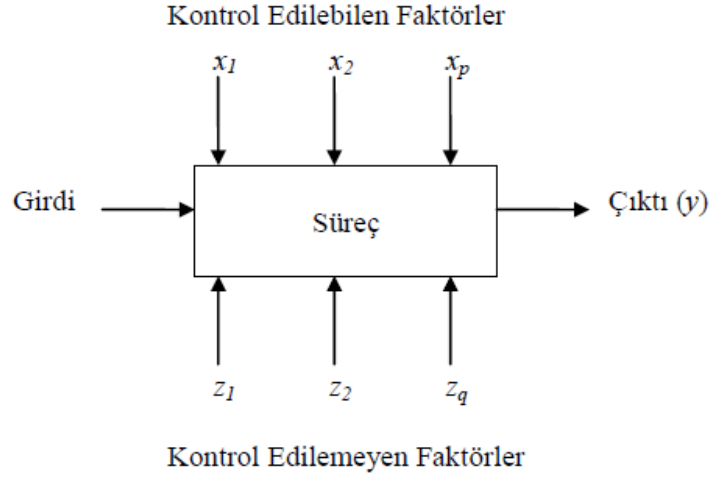 Kontrol Edilebilen Faktörler
x1 x2 xp
Girdi Süreç Çıktı (y)
z1 z2 zq
Kontrol Edilemeyen Faktörler